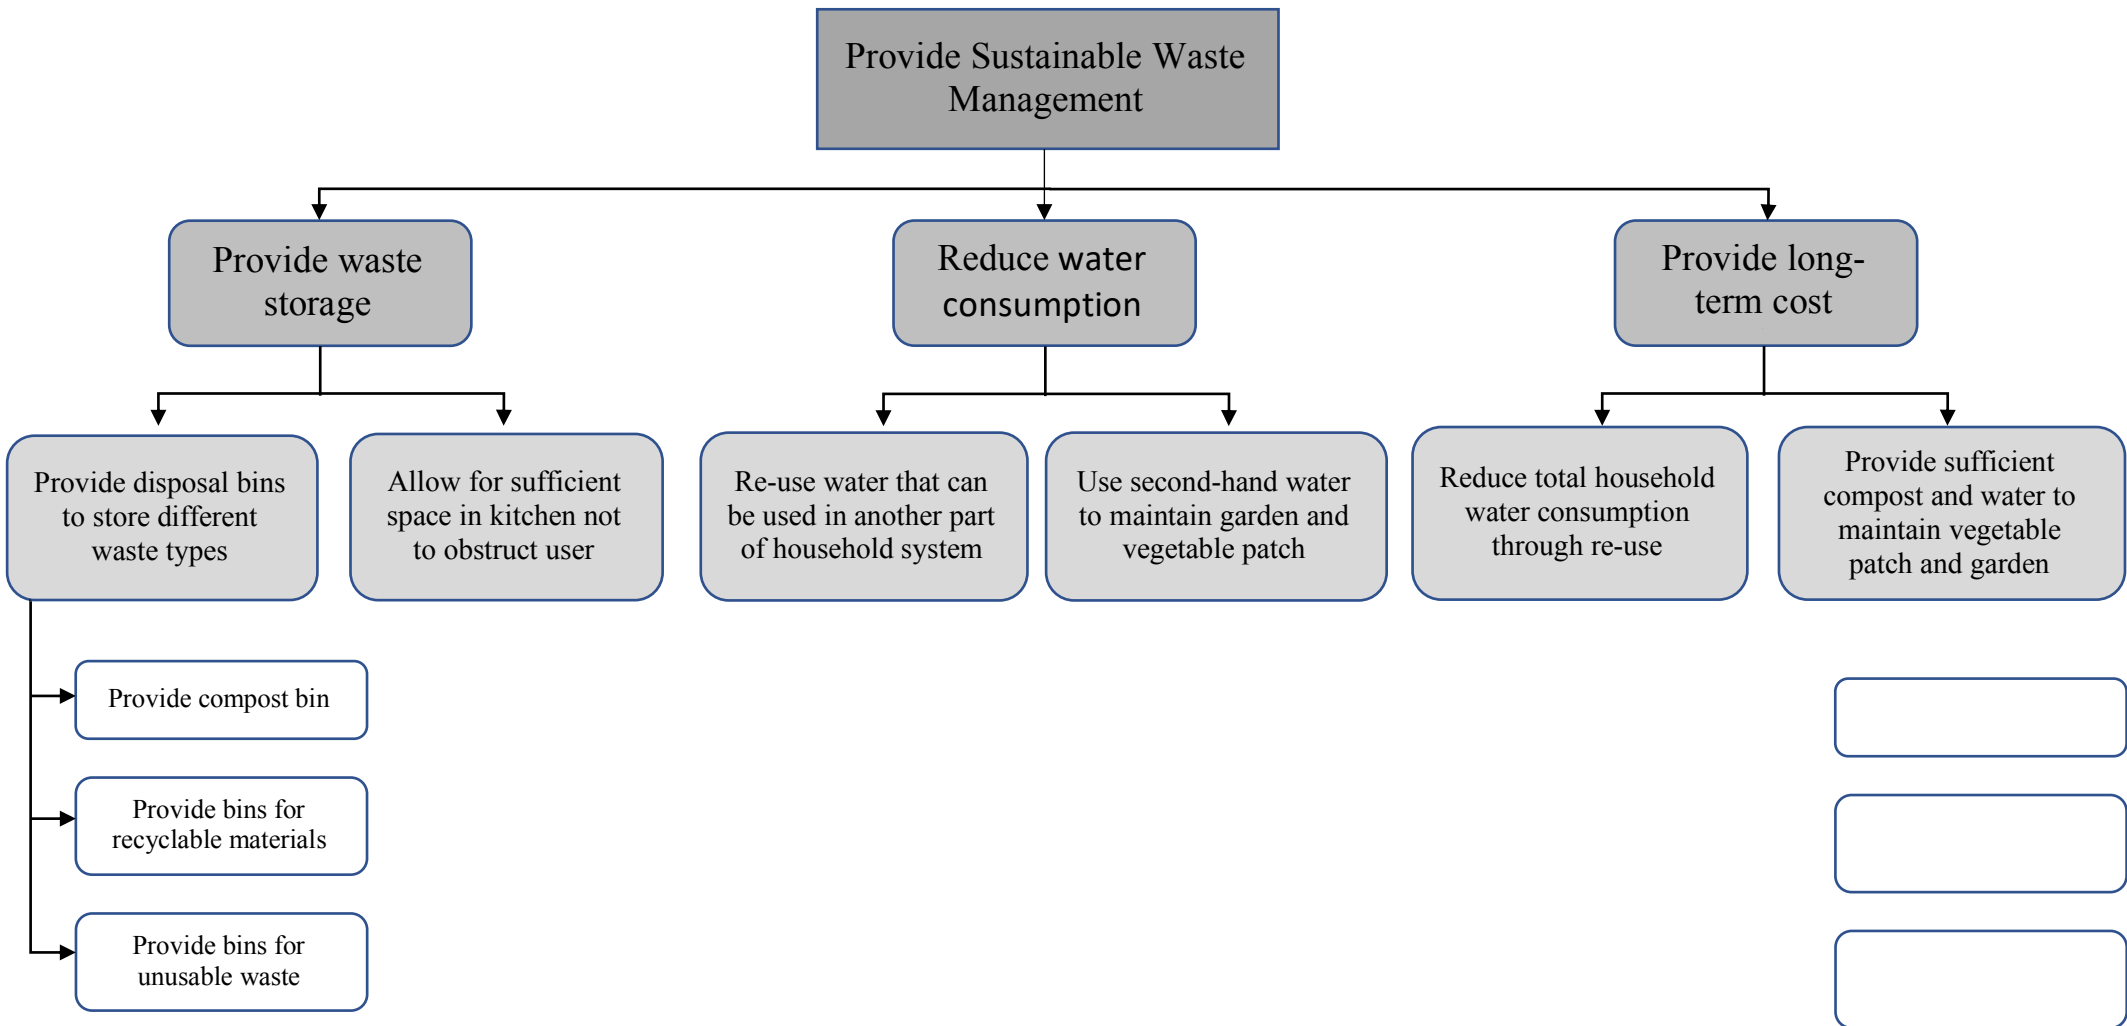 Provide Sustainable Waste
Management
Provide waste
storage
Reduce water
consumption
Provide long-
term cost
Provide disposal bins
to store different
waste types
Allow for sufficient
space in kitchen not
to obstruct user
Re-use water that can
be used in another part
of household system
Use second-hand water
to maintain garden and
vegetable patch
Reduce total household
water consumption
through re-use
Provide sufficient
compost and water to
maintain vegetable
patch and garden
Provide compost bin
Provide bins for
recyclable materials
Provide bins for
unusable waste